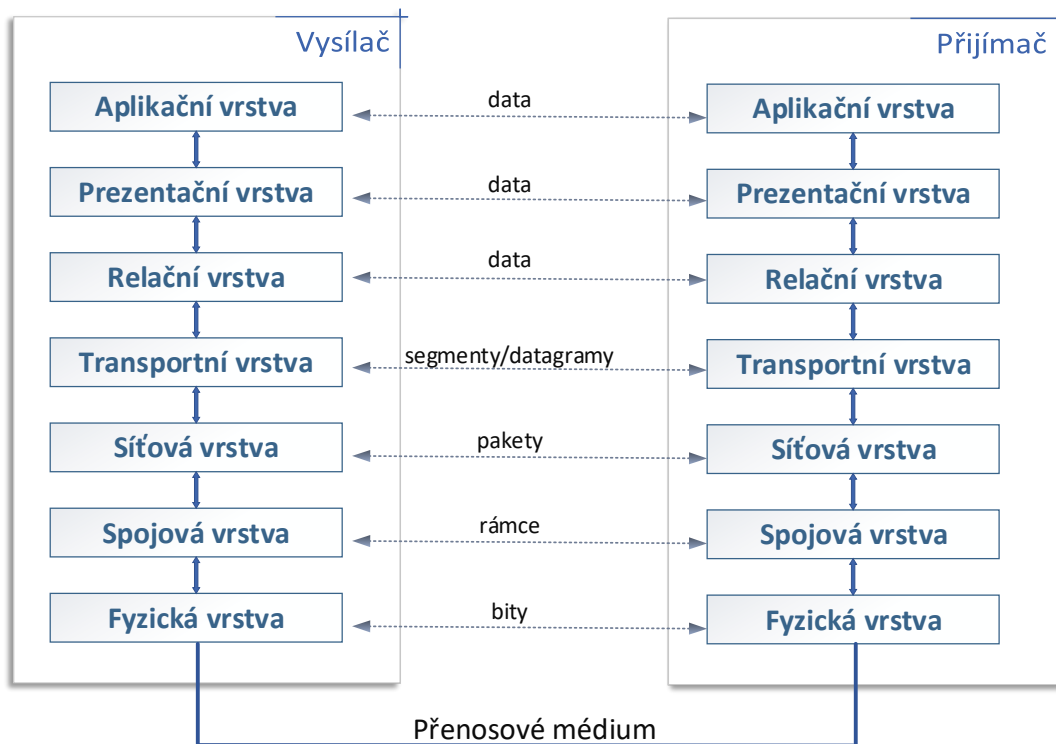 Vysílač
Přijímač
Aplikační vrstva
data
Aplikační vrstva
Prezentační vrstva
data
Prezentační vrstva
Relační vrstva
data
Relační vrstva
Transportní vrstva
segmenty/datagramy
Transportní vrstva
Síťová vrstva
pakety
Síťová vrstva
Spojová vrstva
rámce
Spojová vrstva
Fyzická vrstva
bity
Fyzická vrstva
Přenosové médium